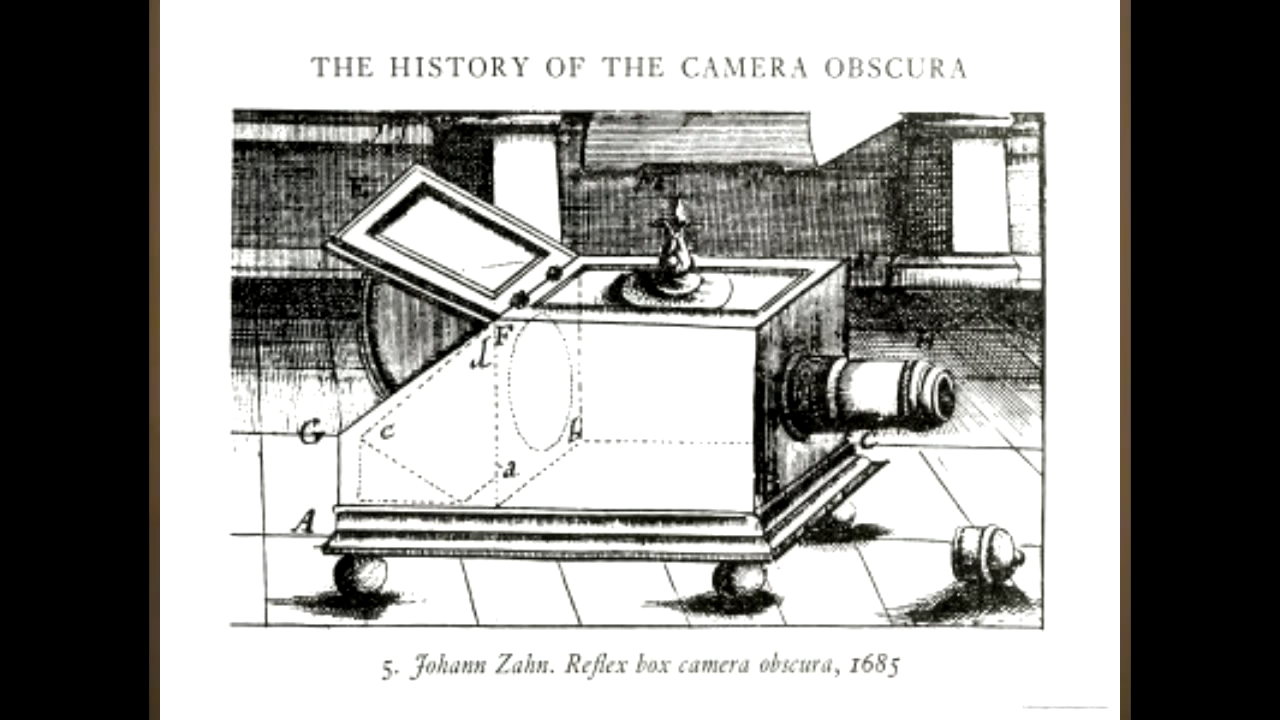 THE HISTORY OF THE CAMERA OBSCURA
E
M
F
d
G
c
b
a
C
A
5. Johann Zahn. Reflex box camera obscura, 1685